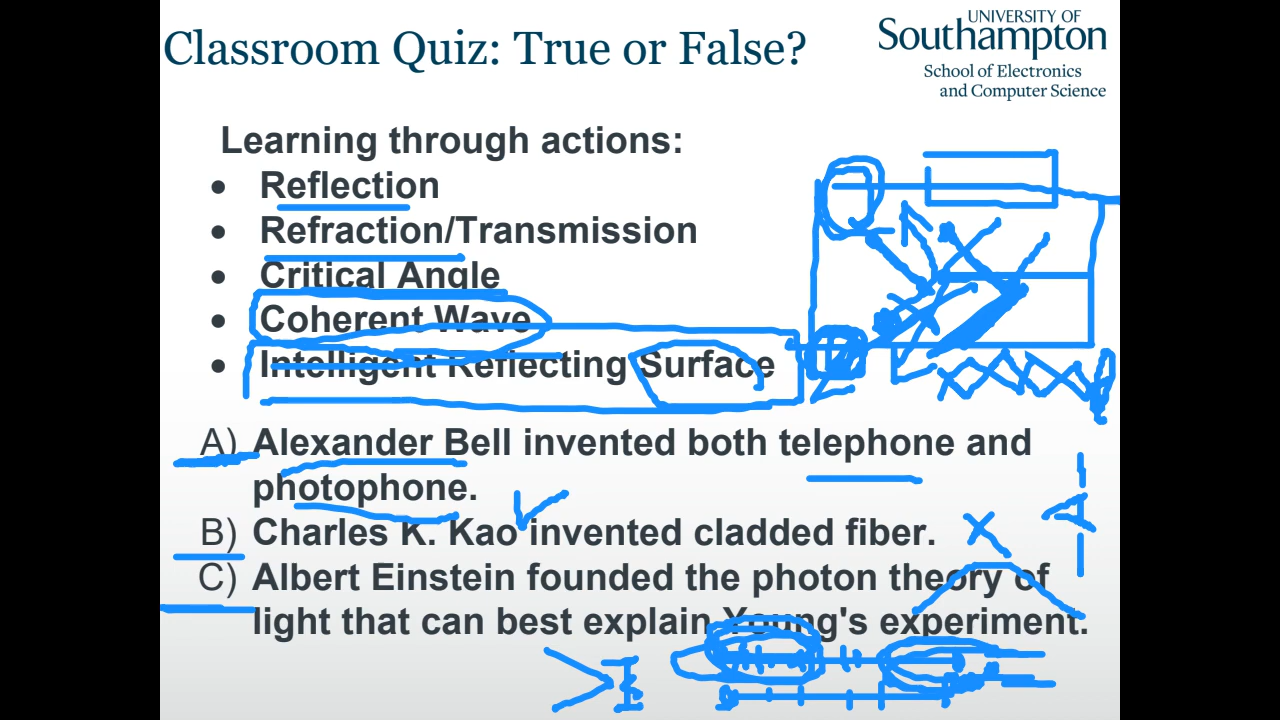 Classroom Quiz: True or False?
UNIVERSITY OF
Southampton
School of Electronics
and Computer Science
Learning through actions:
• Reflection
• Refraction/Transmission
• Critical Angle
• Coherent Wave
• Intelligent Reflecting Surface
A) Alexander Bell invented both telephone and
photophone.
B) Charles K. Kao invented cladded fiber.
C) Albert Einstein founded the photon theory of
light that can best explain Young's experiment.